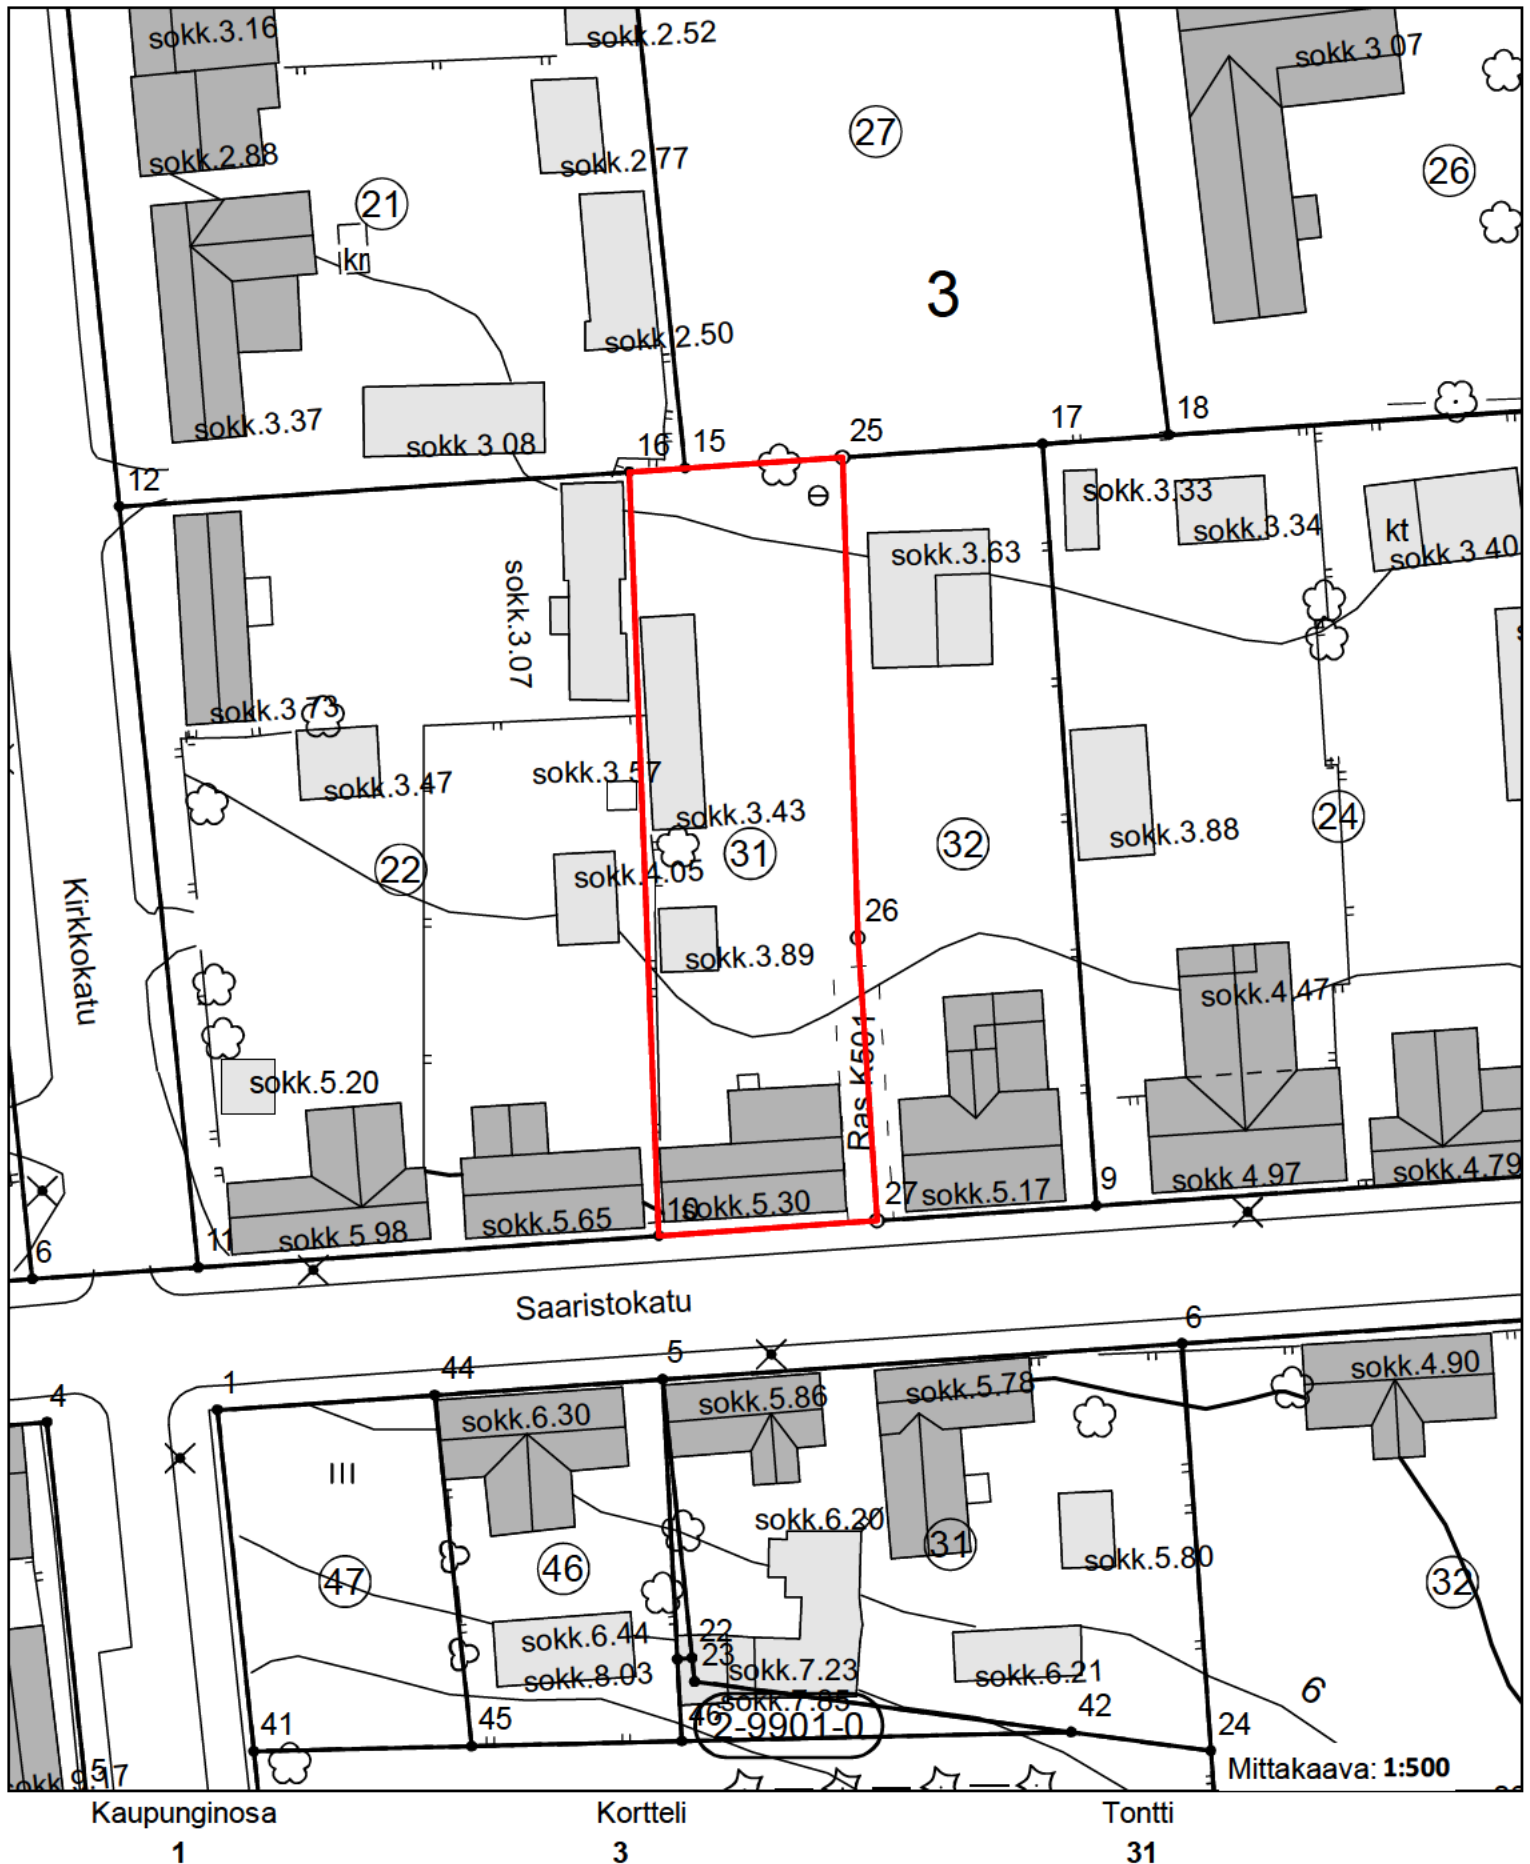 sokk.3.16
sokk.2.52
sokk 3.07
27
sokk.2.88
sokk.2.77
26
21
kr
3
sokk 2.50
sokk.3.37
sokk 3.08
16
15
25
17
18
12
sokk.3.33
sokk.3.34
kt
sokk 3.40
sokk.3.63
sokk.3.07
sokk.3 73
sokk.3.47
sokk.3.57
sokk.3.43
31
32
sokk.3.88
24
22
sokk.4.05
26
Kirkkokatu
sokk.3.89
sokk.4.47
Ras K501
sokk.5.20
sokk 4.97
sokk.4.79
9
27
sokk.5.17
10
sokk.5.30
sokk.5.65
sokk 5 98
11
6
Saaristokatu
6
5
44
1
4
sokk.4.90
sokk.5.78
sokk.5.86
sokk.6.30
III
sokk.6.20
31
sokk.5.80
46
47
32
22
sokk.6.44
23
sokk.7.23
sokk.6.21
sokk.8.03
sokk.7.85
6
41
45
46
2-9901-0
42
24
5
Mittakaava: 1:500
Kaupunginosa Kortteli Tontti
1 3 31